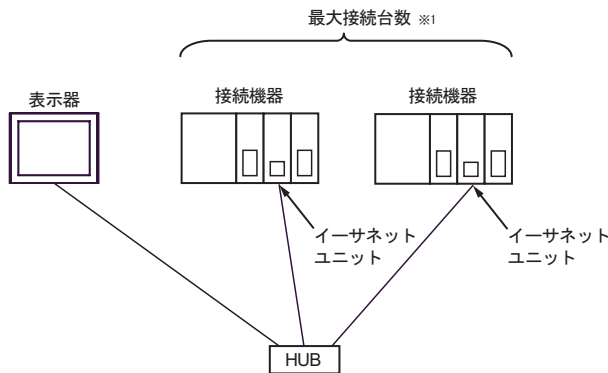 最大接続台数 ※1
表示器
接続機器
接続機器
イーサネット
ユニット
イーサネット
ユニット
HUB